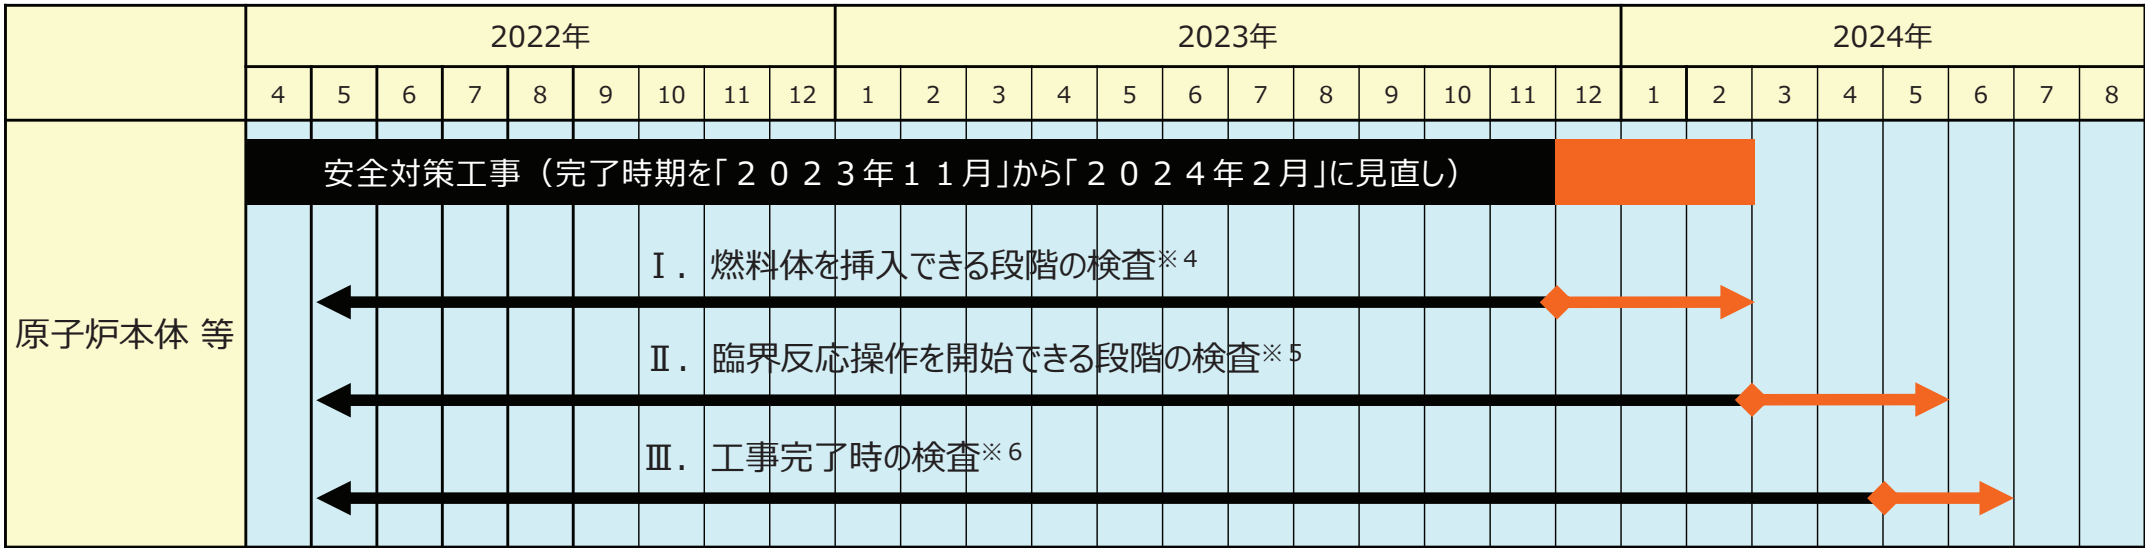 2022年 2023年 2024年
4 5 6 7 8 9 10 11 12 1 2 3 4 5 6 7 8 9 10 11 12 1 2 3 4 5 6 7 8
安全対策工事（完了時期を「２０２３年１１月」から「２０２４年２月」に見直し）
Ⅰ．燃料体を挿入できる段階の検査※4
原子炉本体 等
Ⅱ．臨界反応操作を開始できる段階の検査※5
Ⅲ．工事完了時の検査※6